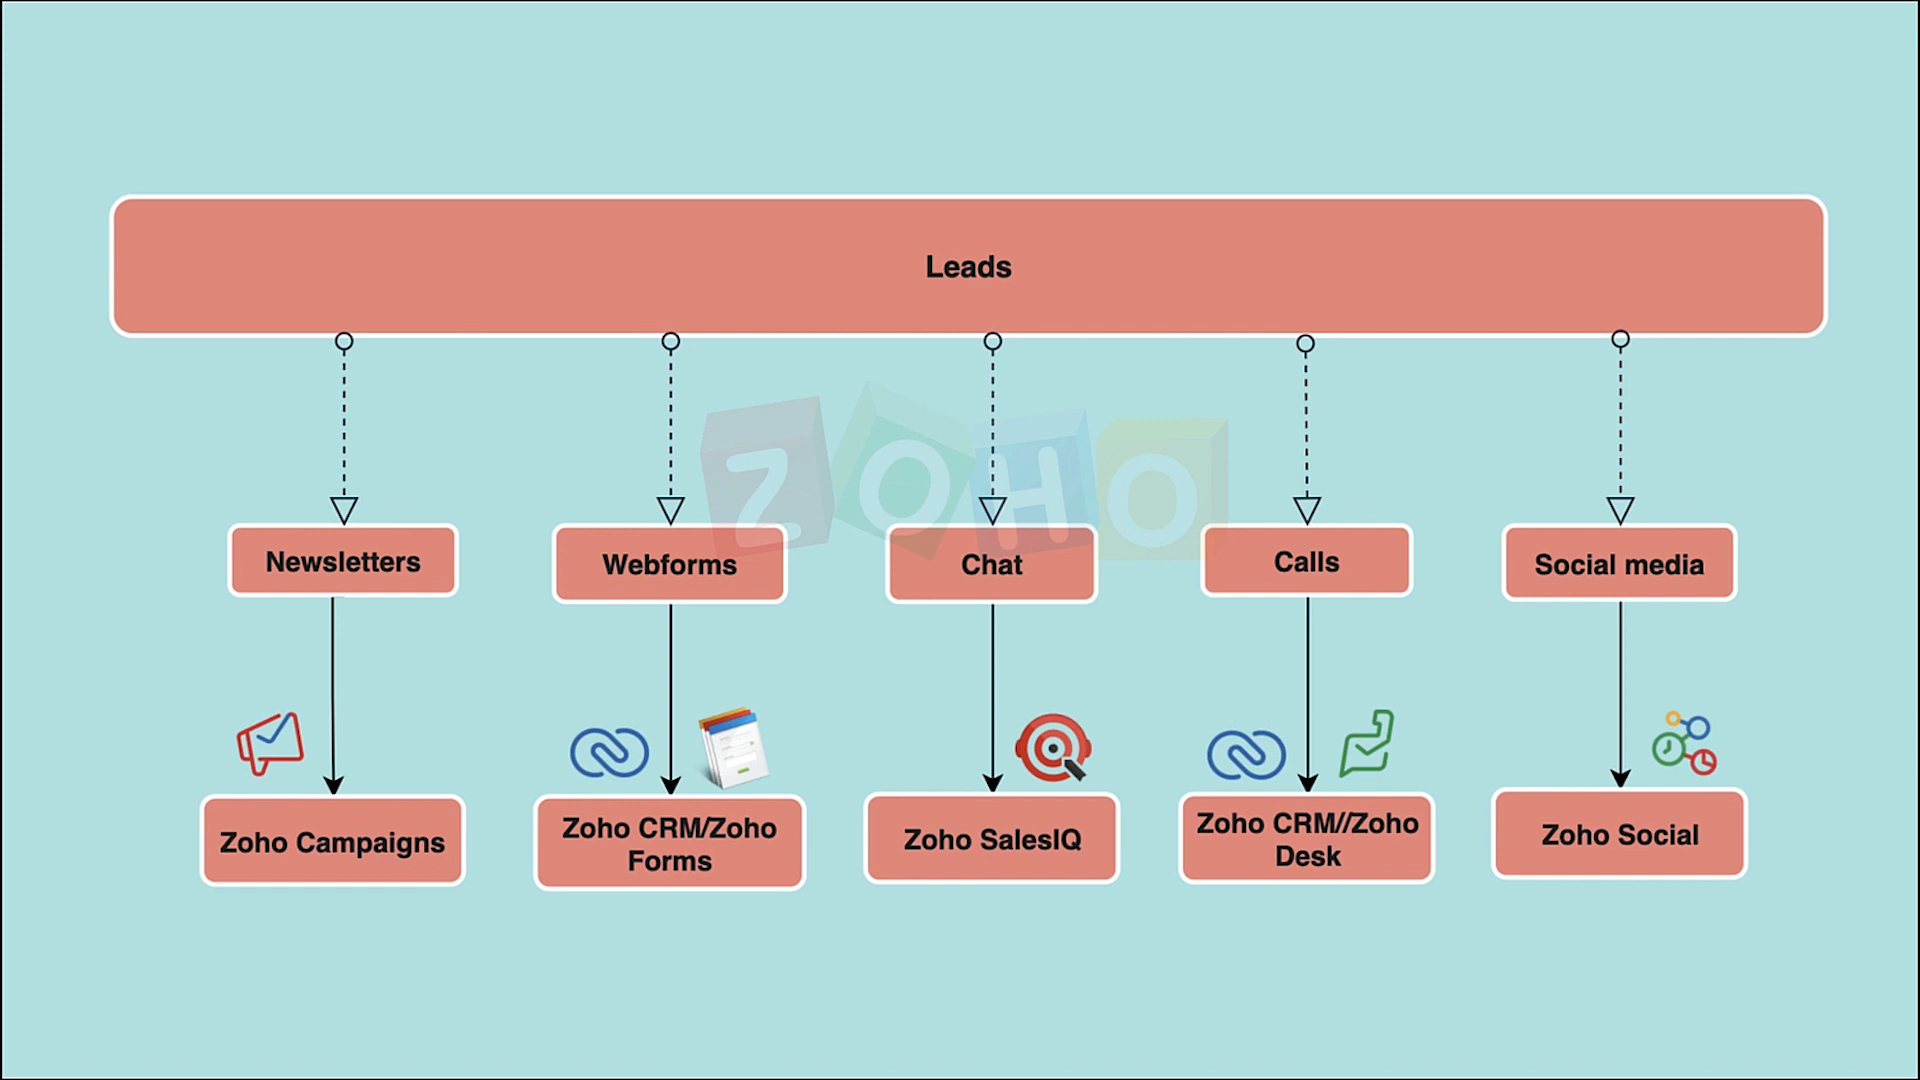 Leads
ZOHO
Newsletters
Webforms
Chat
Calls
Social media
Zoho Campaigns
Zoho CRM/Zoho
Forms
Zoho SalesIQ
Zoho CRM//Zoho
Desk
Zoho Social